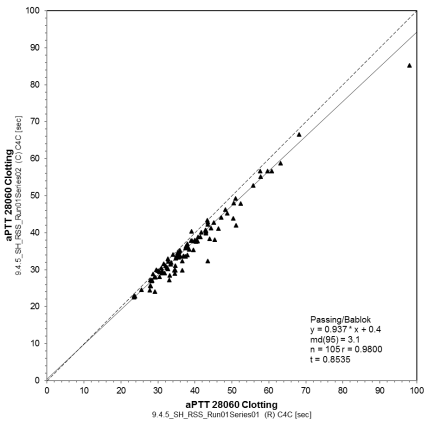 100
90
80
70
60
50
40
30
20
10
0
aPTT 28060 Clotting
9.4.5_SH_RSS_Run01Series02 (C) C4C [sec]
Passing/Bablok
y = 0.937 * x + 0.4
md(95) = 3.1
n = 105 r = 0.9800
t = 0.8535
0 10 20 30 40 50 60 70 80 90 100
aPTT 28060 Clotting
9.4.5_SH_RSS_Run01Series01 (R) C4C [sec]